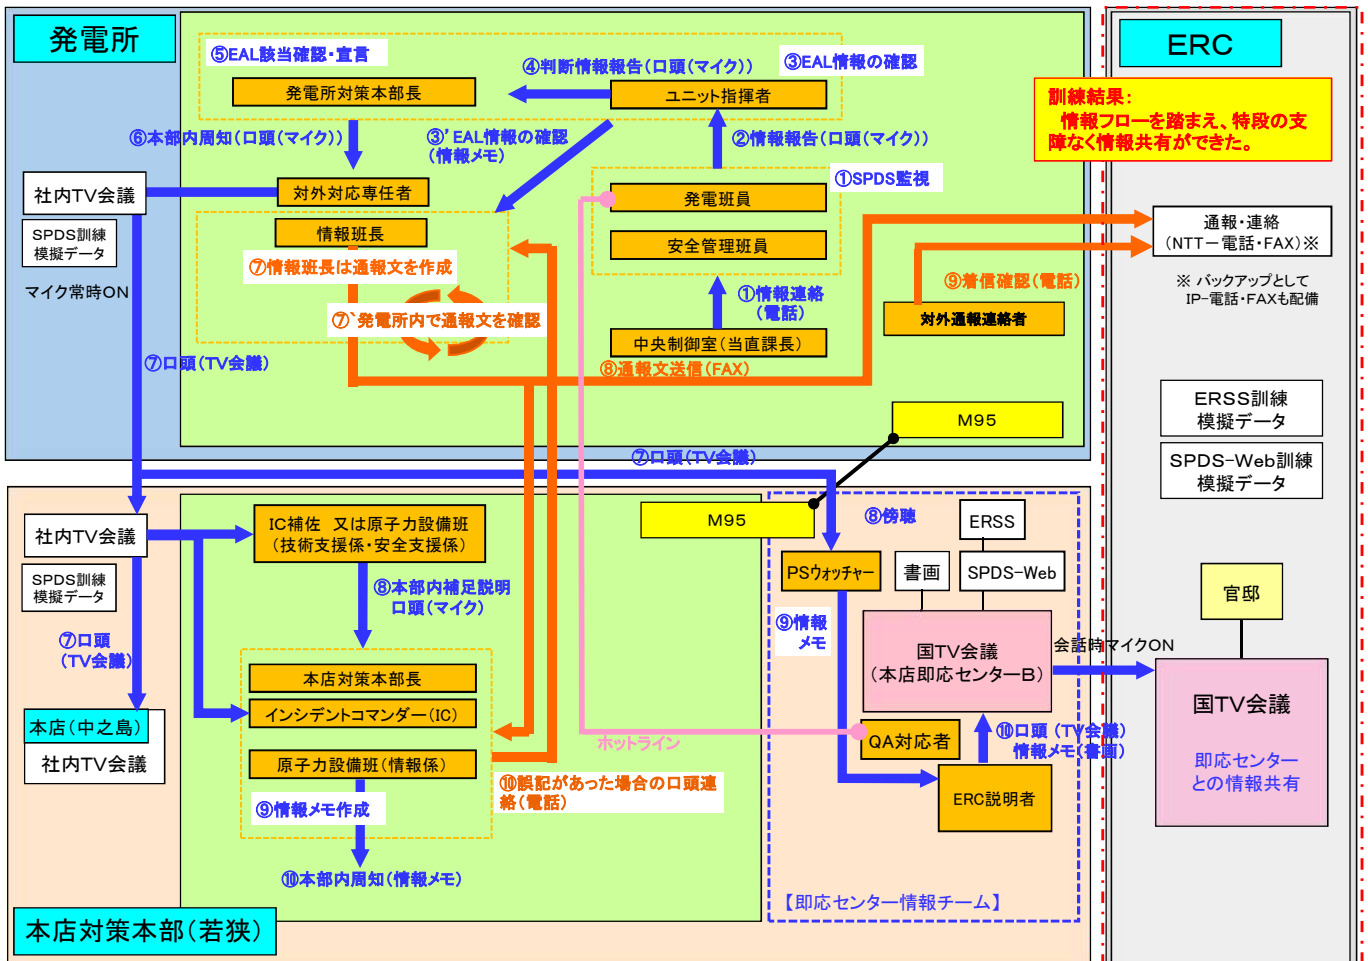 発電所
⑤EAL該当確認・宣言
④判断情報報告(口頭(マイク))
③EAL情報の確認
発電所対策本部長
ユニット指揮者
⑥本部内周知(口頭(マイク))
③’EAL情報の確認
(情報メモ)
②情報報告(口頭(マイク))
①SPDS監視
社内TV会議
対外対応専任者
発電班員
SPDS訓練
模擬データ
情報班長
安全管理班員
マイク常時ON
⑦情報班長は通報文を作成
①情報連絡
(電話)
⑨着信確認(電話)
⑦`発電所内で通報文を確認
中央制御室(当直課長)
対外通報連絡者
⑦口頭(TV会議)
⑧通報文送信(FAX)
M95
⑦口頭(TV会議)
ERC
訓練結果:
情報フローを踏まえ、特段の支
障なく情報共有ができた。
通報・連絡
(NTT-電話・FAX)※
※ バックアップとして
IP-電話・FAXも配備
ERSS訓練
模擬データ
SPDS-Web訓練
模擬データ
官邸
国TV会議
即応センター
との情報共有
社内TV会議
IC補佐 又は原子力設備班
(技術支援係・安全支援係)
M95
⑧傍聴
ERSS
SPDS訓練
模擬データ
PSウォッチャー
書画
SPDS-Web
⑧本部内補足説明
口頭(マイク)
⑦口頭
(TV会議)
⑨情報
メモ
国TV会議
(本店即応センターB)
会話時マイクON
本店対策本部長
本店(中之島)
インシデントコマンダー(IC)
社内TV会議
原子力設備班(情報係)
ホットライン
QA対応者
⑩口頭 (TV会議)
情報メモ(書画)
⑩誤記があった場合の口頭連
絡(電話)
ERC説明者
⑨情報メモ作成
⑩本部内周知(情報メモ)
【即応センター情報チーム】
本店対策本部(若狭)